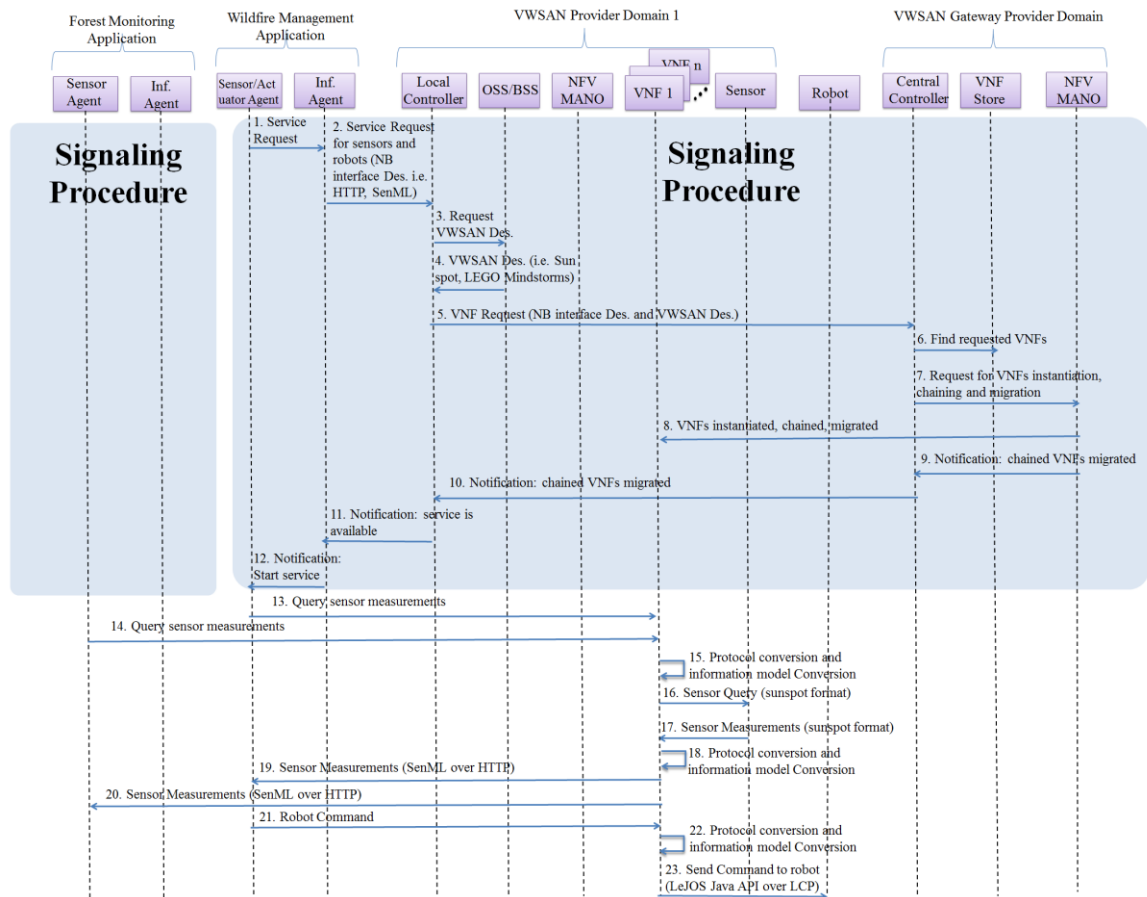 Forest Monitoring
Application
Wildfire Management
Application
VWSAN Provider Domain 1
VWSAN Gateway Provider Domain
Sensor
Agent
Inf.
Agent
Sensor/Act
uator Agent
Inf.
Agent
Local
Controller
OSS/BSS
NFV
MANO
VNF n
VNF 1
Sensor
Robot
Central
Controller
VNF
Store
NFV
MANO
Signaling
Procedure
Signaling
Procedure
1. Service
Request
2. Service Request
for sensors and
robots (NB
interface Des. i.e.
HTTP, SenML)
3. Request
VWSAN Des.
4. VWSAN Des. (i.e. Sun
spot, LEGO Mindstorms)
5. VNF Request (NB interface Des. and VWSAN Des.)
6. Find requested VNFs
7. Request for VNFs instantiation,
chaining and migration
8. VNFs instantiated, chained, migrated
9. Notification: chained VNFs migrated
10. Notification: chained VNFs migrated
11. Notification: service is
available
12. Notification:
Start service
13. Query sensor measurements
14. Query sensor measurements
15. Protocol conversion and
information model Conversion
16. Sensor Query (sunspot format)
17. Sensor Measurements (sunspot format)
18. Protocol conversion and
information model Conversion
19. Sensor Measurements (SenML over HTTP)
20. Sensor Measurements (SenML over HTTP)
21. Robot Command
22. Protocol conversion and
information model Conversion
23. Send Command to robot
(LeJOS Java API over LCP)